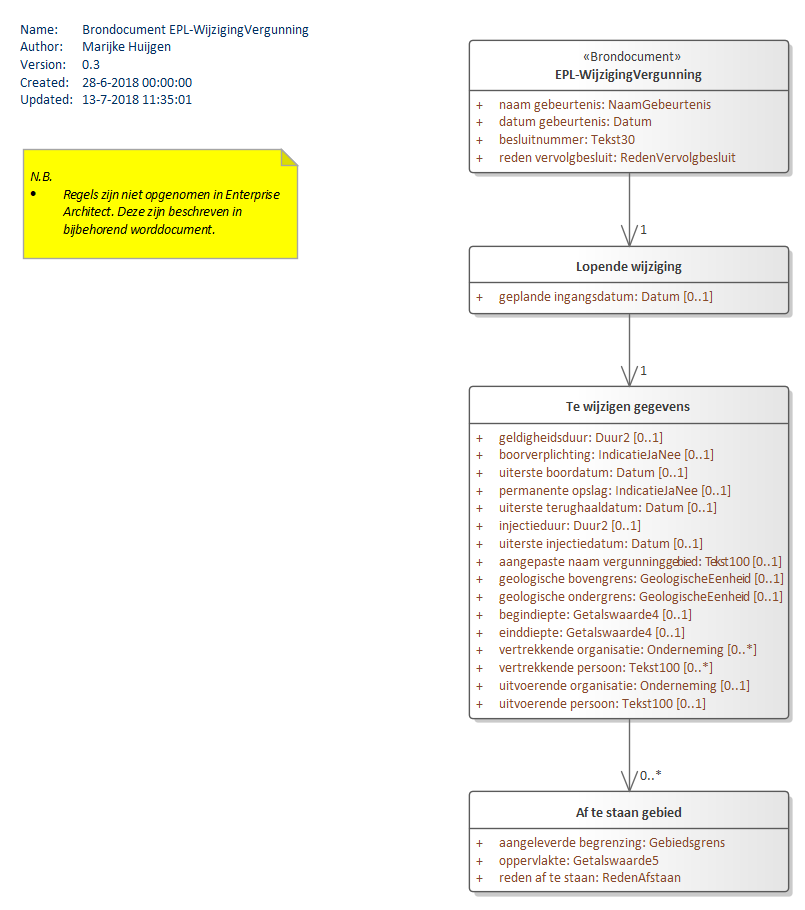 Name: Brondocument EPL-WijzigingVergunning
Author: Marijke Huijgen
Version: 0.3
Created: 28-6-2018 00:00:00
Updated: 13-7-2018 11:35:01
N.B.
• Regels zijn niet opgenomen in Enterprise
Architect. Deze zijn beschreven in
bijbehorend worddocument.
«Brondocument»
EPL-WijzigingVergunning
+ naam gebeurtenis: NaamGebeurtenis
+ datum gebeurtenis: Datum
+ besluitnummer: Tekst30
+ reden vervolgbesluit: RedenVervolgbesluit
1
Lopende wijziging
+ geplande ingangsdatum: Datum [0..1]
1
Te wijzigen gegevens
+ geldigheidsduur: Duur2 [0..1]
+ boorverplichting: IndicatieJaNee [0..1]
+ uiterste boordatum: Datum [0..1]
+ permanente opslag: IndicatieJaNee [0..1]
+ uiterste terughaaldatum: Datum [0..1]
+ injectieduur: Duur2 [0..1]
+ uiterste injectiedatum: Datum [0..1]
+ aangepaste naam vergunninggebied: Tekst100 [0..1]
+ geologische bovengrens: GeologischeEenheid [0..1]
+ geologische ondergrens: GeologischeEenheid [0..1]
+ begindiepte: Getalswaarde4 [0..1]
+ einddiepte: Getalswaarde4 [0..1]
+ vertrekkende organisatie: Onderneming [0..*]
+ vertrekkende persoon: Tekst100 [0..*]
+ uitvoerende organisatie: Onderneming [0..1]
+ uitvoerende persoon: Tekst100 [0..1]
0..*
Af te staan gebied
+ aangeleverde begrenzing: Gebiedsgrens
+ oppervlakte: Getalswaarde5
+ reden af te staan: RedenAfstaan